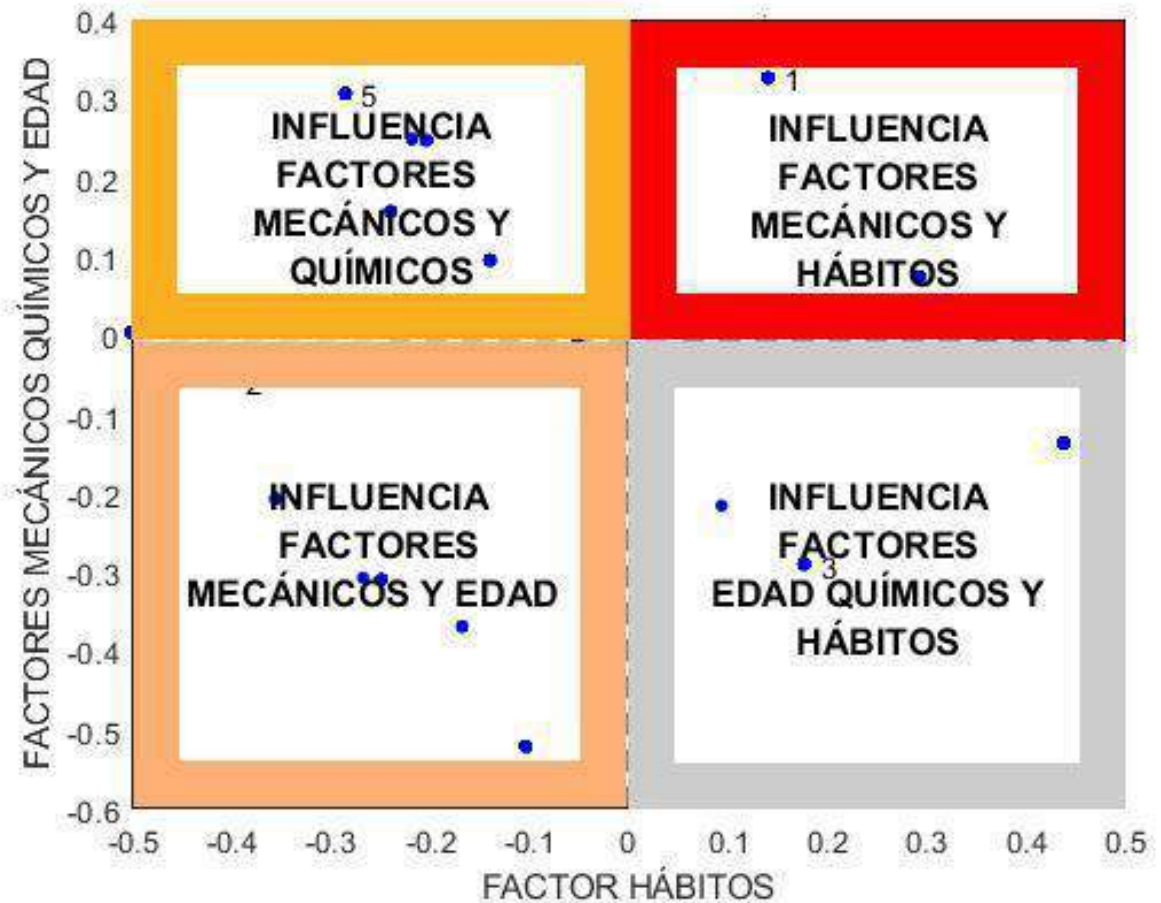 0.4
0.3
0.2
0.1
0
-0.1
-0.2
-0.3
-0.4
-0.5
-0.6
FACTORES MECÁNICOS QUÍMICOS Y EDAD
5
INFLUENCIA
FACTORES
MECÁNICOS Y
QUÍMICOS
1
INFLUENCIA
FACTORES
MECÁNICOS Y
HÁBITOS
INFLUENCIA
FACTORES
MECÁNICOS Y EDAD
INFLUENCIA
FACTORES
3
EDAD QUÍMICOS Y
HÁBITOS
-0.5 -0.4 -0.3 -0.2 -0.1 0 0.1 0.2 0.3 0.4 0.5
FACTOR HÁBITOS